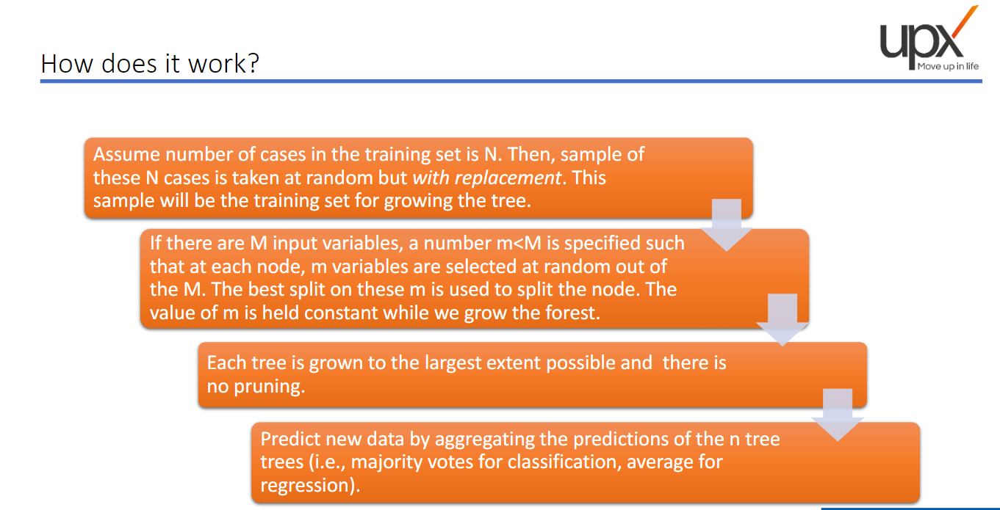 upx
Move up in life
How does it work?
Assume number of cases in the training set is N. Then, sample of
these N cases is taken at random but with replacement. This
sample will be the training set for growing the tree.
If there are M input variables, a number m<M is specified such
that at each node, m variables are selected at random out of
the M. The best split on these m is used to split the node. The
value of m is held constant while we grow the forest.
Each tree is grown to the largest extent possible and  there is
no pruning.
Predict new data by aggregating the predictions of the n tree
trees (i.e., majority votes for classification, average for
regression).